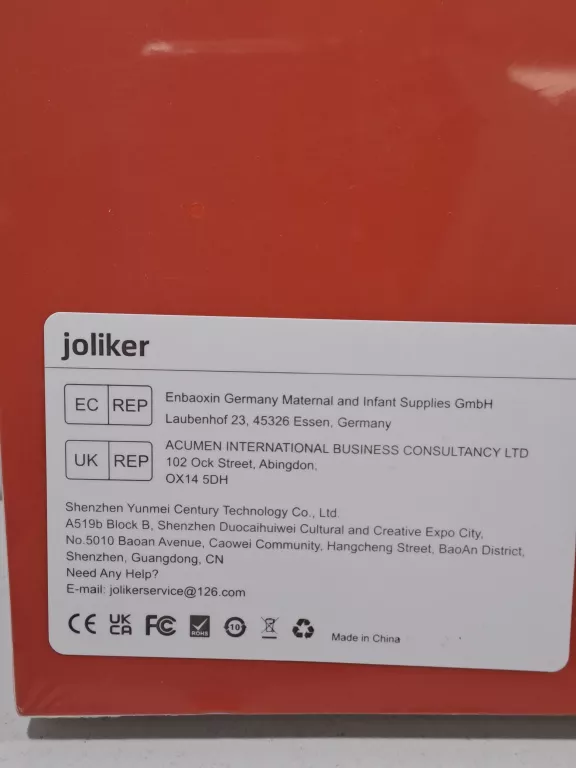 joliker
EC REP
Enbaoxin Germany Maternal and Infant Supplies GmbH
Laubenhof 23, 45326 Essen, Germany
UK REP
ACUMEN INTERNATIONAL BUSINESS CONSULTANCY LTD
102 Ock Street, Abingdon,
OX14 5DH
Shenzhen Yunmei Century Technology Co., Ltd.
A519b Block B, Shenzhen Duocaihuiwei Cultural and Creative Expo City,
No.5010 Baoan Avenue, Caowei Community, Hangcheng Street, BaoAn District,
Shenzhen, Guangdong, CN
Need Any Help?
E-mail: jolikerservice@126.com
CE UK CA FC ROHS 10 Made in China